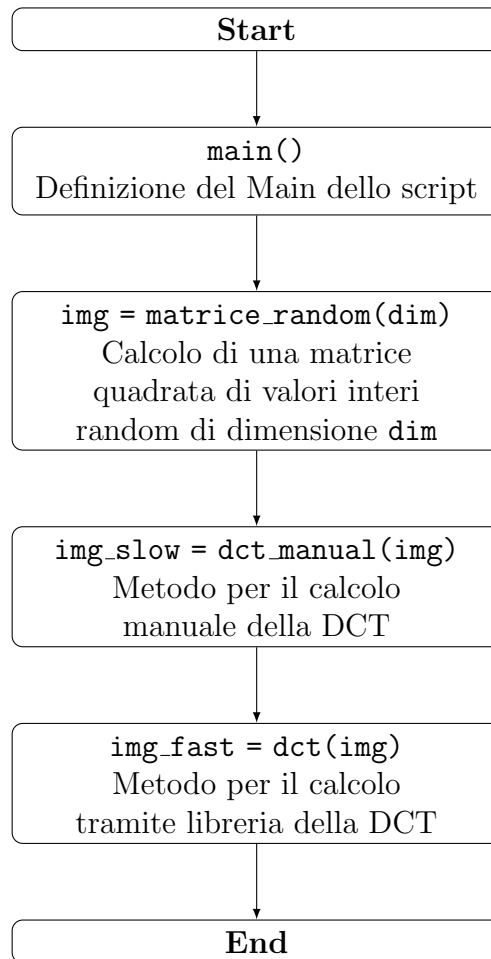 Start
main()
Definizione del Main dello script
img = matrice_random(dim)
Calcolo di una matrice
quadrata di valori interi
random di dimensione dim
img_slow = dct_manual(img)
Metodo per il calcolo
manuale della DCT
img_fast = dct(img)
Metodo per il calcolo
tramite libreria della DCT
End